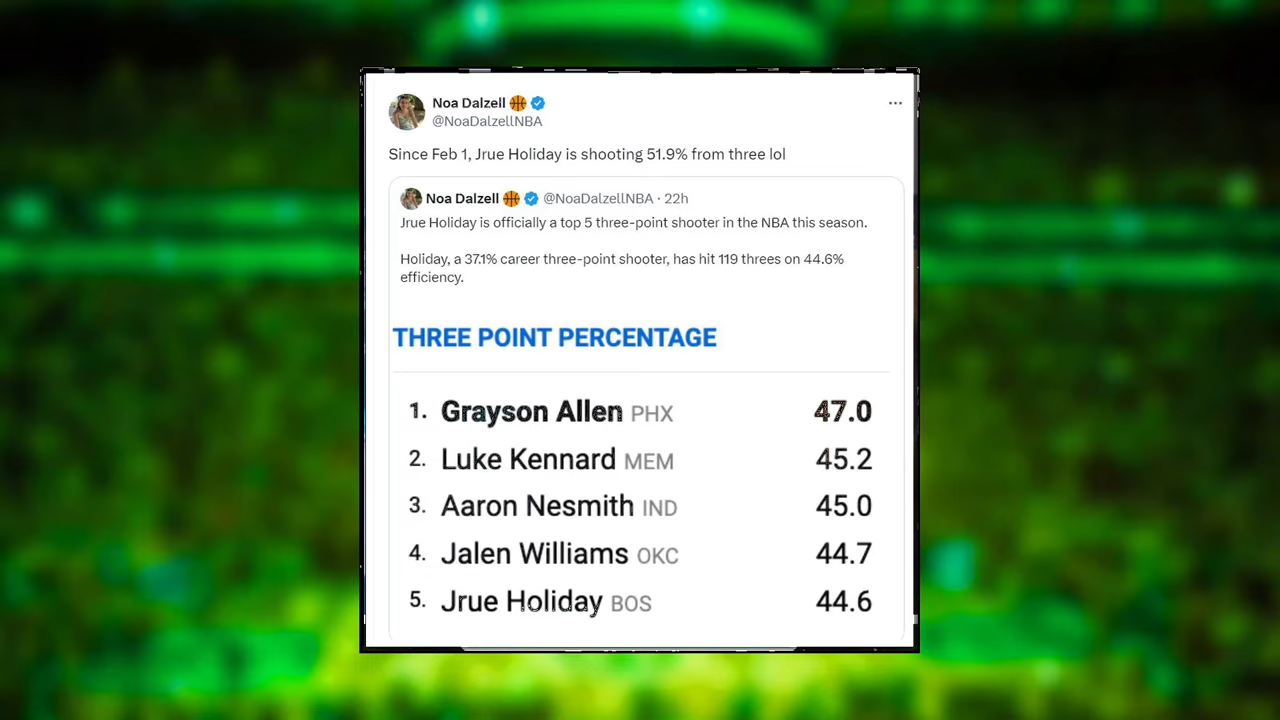 Noa Dalzell 🏀
@NoaDalzellNBA
...
Since Feb 1, Jrue Holiday is shooting 51.9% from three lol
Noa Dalzell 🏀 @NoaDalzellNBA · 22h
Jrue Holiday is officially a top 5 three-point shooter in the NBA this season.
Holiday, a 37.1% career three-point shooter, has hit 119 threes on 44.6%
efficiency.
THREE POINT PERCENTAGE
1. Grayson Allen PHX 47.0
2. Luke Kennard MEM 45.2
3. Aaron Nesmith IND 45.0
4. Jalen Williams OKC 44.7
5. Jrue Holiday BOS 44.6